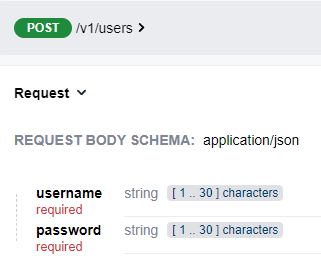 POST /v1/users >
Request
REQUEST BODY SCHEMA: application/json
username string [ 1 .. 30 ] characters
required
password string [ 1 .. 30 ] characters
required